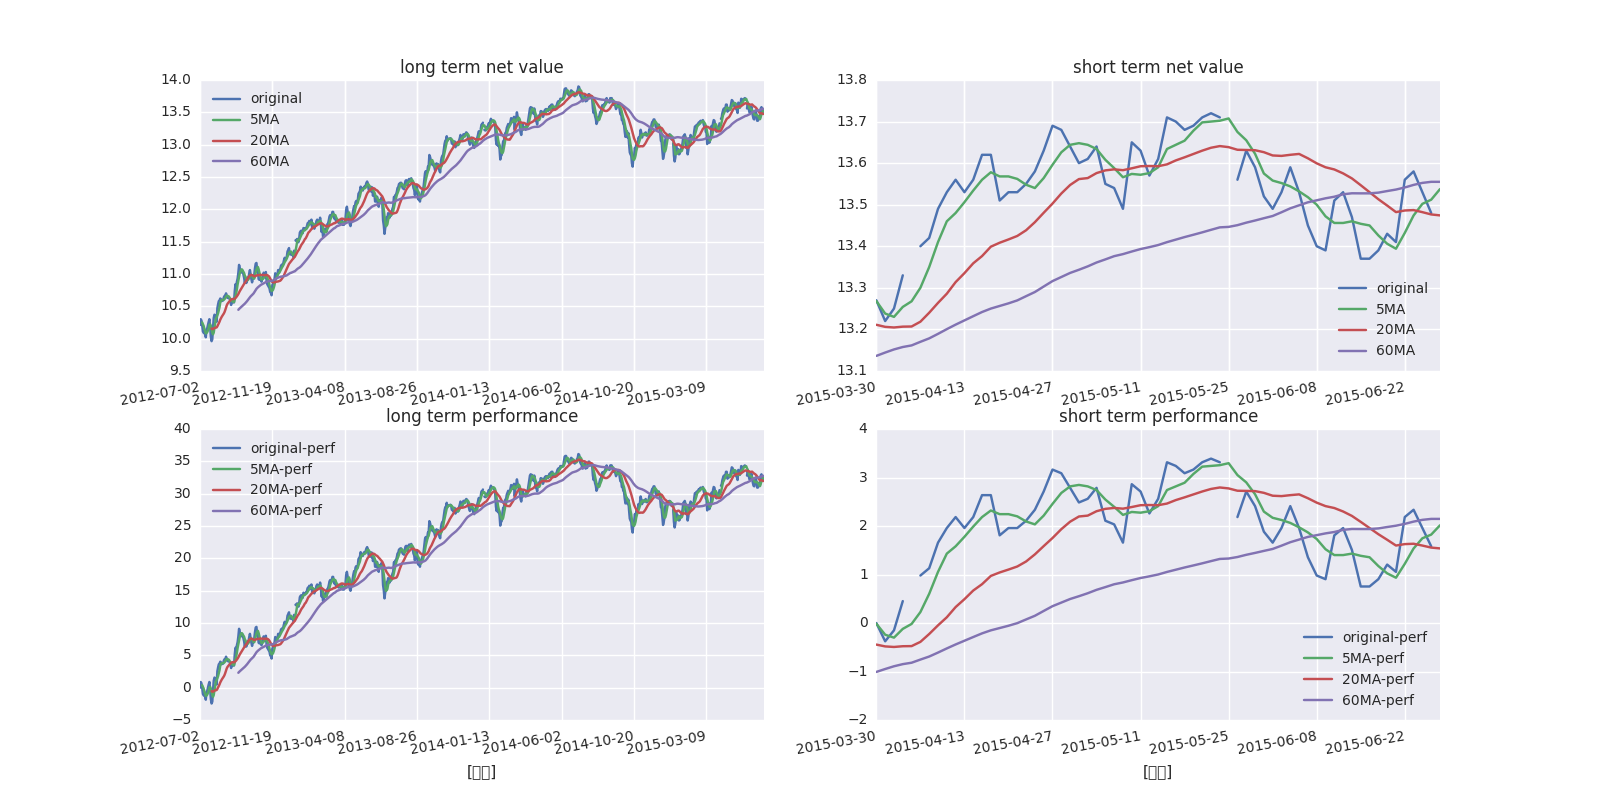 long term net value
14.0
13.5
13.0
12.5
12.0
11.5
11.0
10.5
10.0
9.5
original
5MA
20MA
60MA
2012-07-02 2012-11-19 2013-04-08 2013-08-26 2014-01-13 2014-06-02 2014-10-20 2015-03-09
short term net value
13.8
13.7
13.6
13.5
13.4
13.3
13.2
13.1
original
5MA
20MA
60MA
2015-03-30 2015-04-13 2015-04-27 2015-05-11 2015-05-25 2015-06-08 2015-06-22
long term performance
40
35
30
25
20
15
10
5
0
−5
original-perf
5MA-perf
20MA-perf
60MA-perf
2012-07-02 2012-11-19 2013-04-08 2013-08-26 2014-01-13 2014-06-02 2014-10-20 2015-03-09
short term performance
4
3
2
1
0
−1
−2
original-perf
5MA-perf
20MA-perf
60MA-perf
2015-03-30 2015-04-13 2015-04-27 2015-05-11 2015-05-25 2015-06-08 2015-06-22